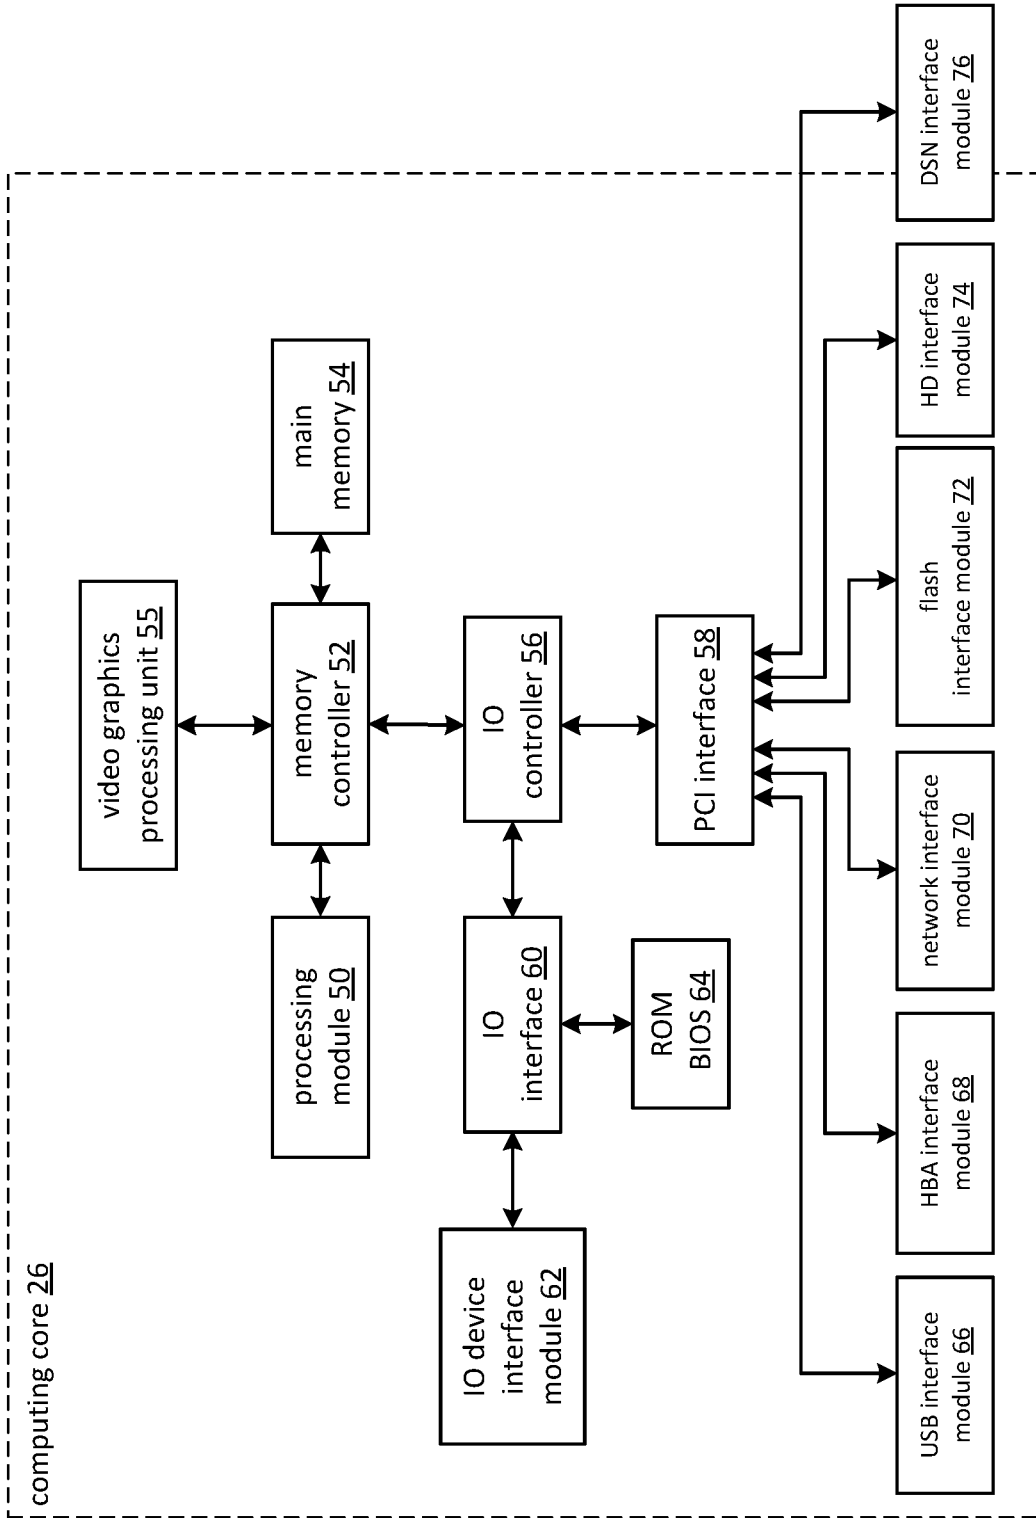 computing core 26
video graphics
processing unit 55
processing
module 50
memory
controller 52
main
memory 54
IO device
interface
module 62
IO
interface 60
IO
controller 56
ROM
BIOS 64
PCI interface 58
USB interface
module 66
HBA interface
module 68
network interface
module 70
flash
interface module 72
HD interface
module 74
DSN interface
module 76